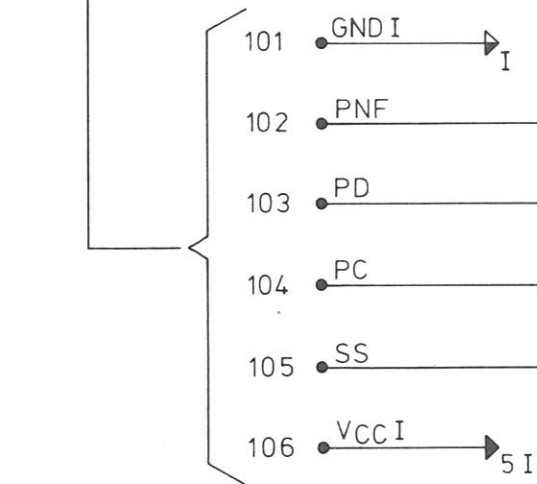 101 GND I
I
102 PNF
103 PD
104 PC
105 SS
106 VCC I
5 I